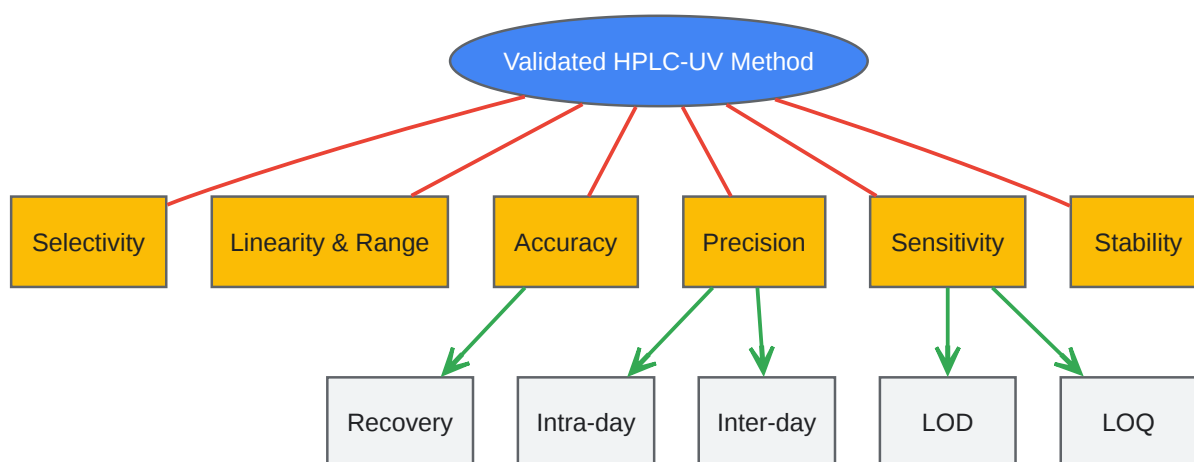 Validated HPLC-UV Method
Selectivity
Linearity & Range
Accuracy
Precision
Sensitivity
Stability
Recovery
Intra-day
Inter-day
LOD
LOQ